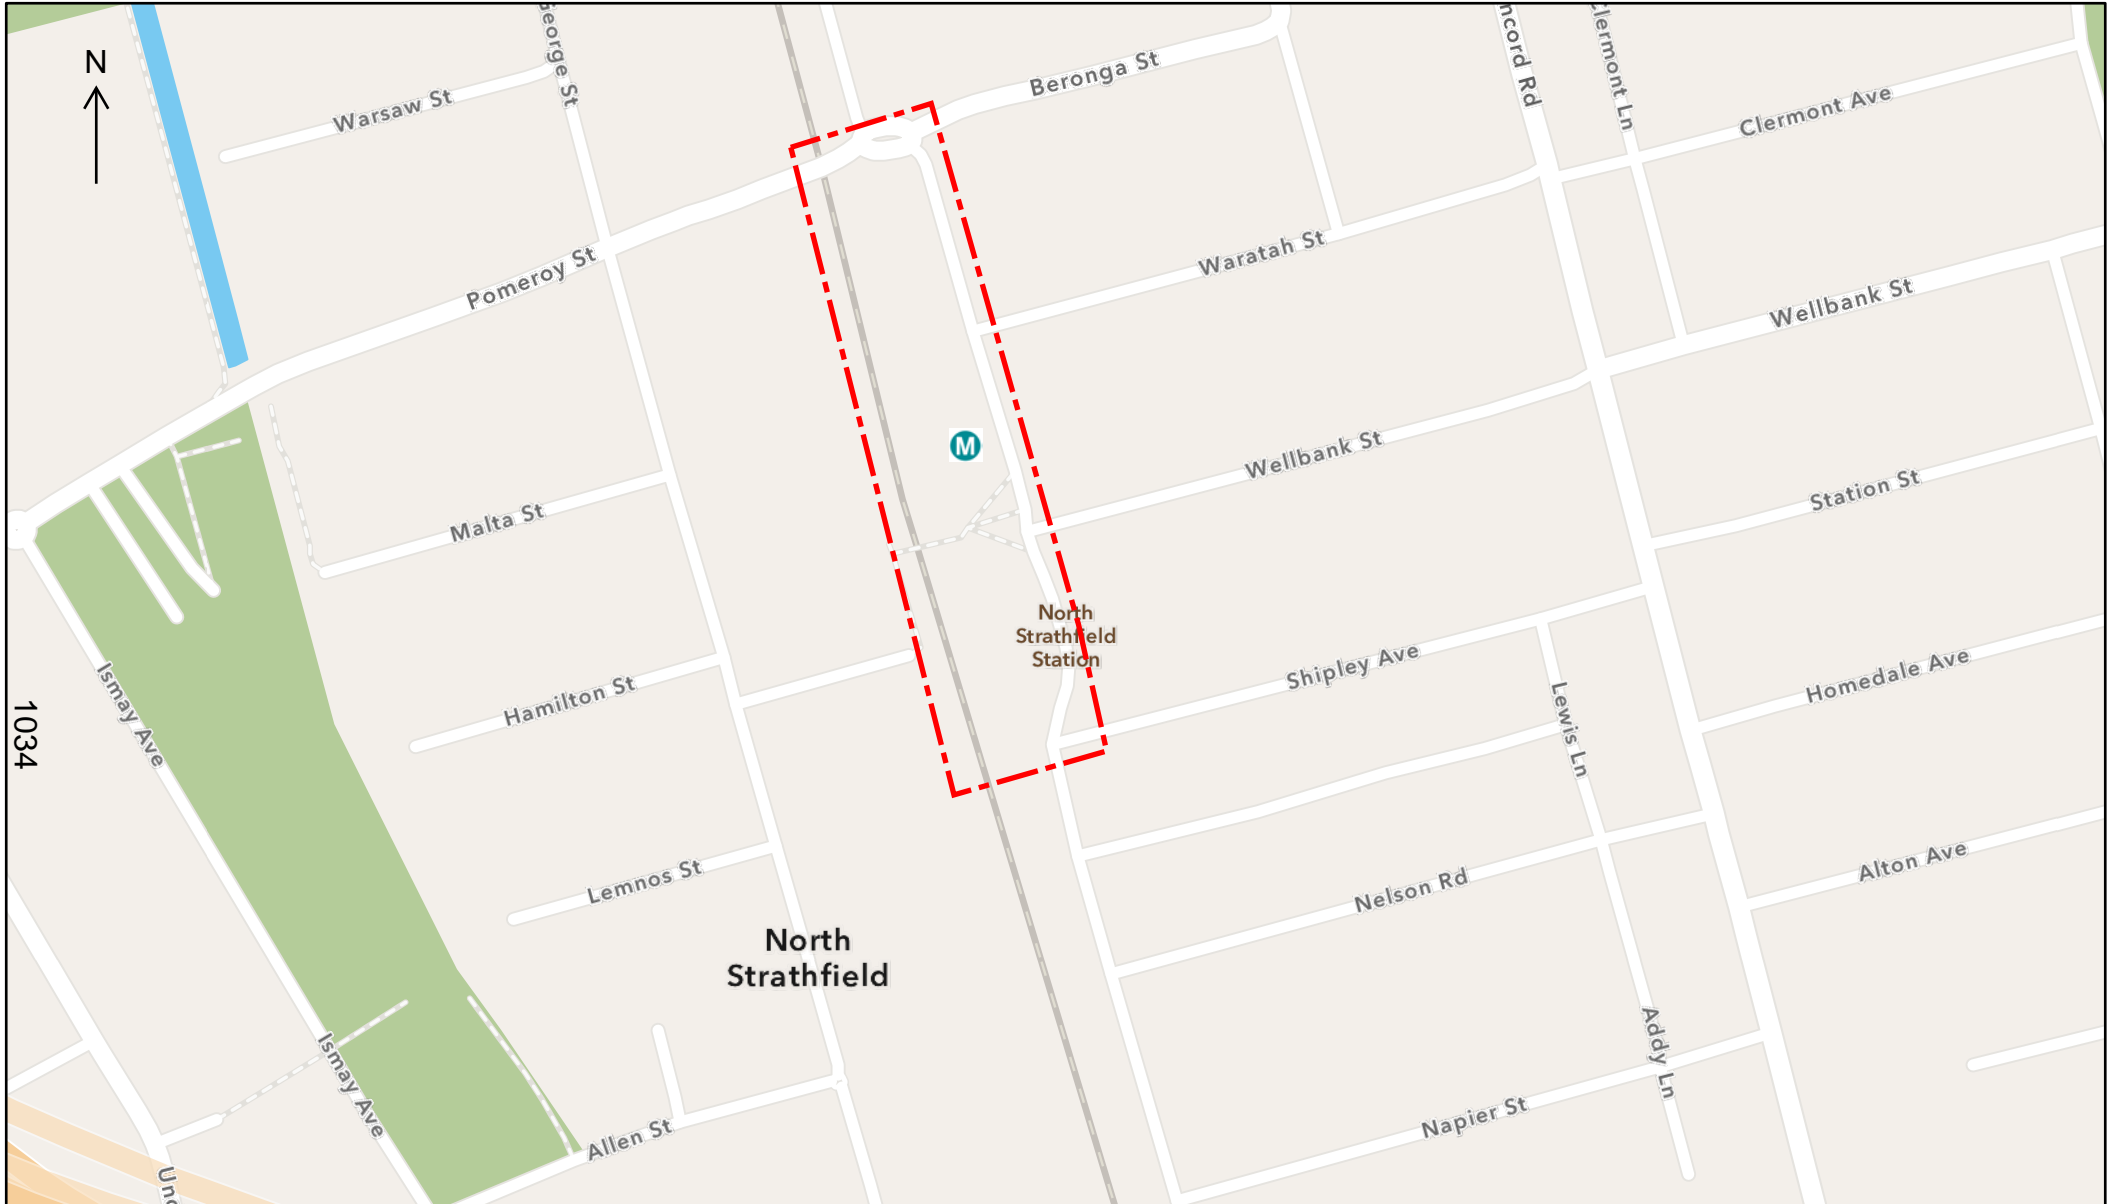 N
George St
Beronga St
ncord Rd
Clermont Ln
Warsaw St
Clermont Ave
Pomeroy St
Waratah St
Wellbank St
M
Wellbank St
Station St
Malta St
North
Strathfield
Station
Shipley Ave
Homedale Ave
Hamilton St
Lewis Ln
Ismay Ave
1034
Lemnos St
Nelson Rd
Alton Ave
North
Strathfield
Ismay Ave
Addy Ln
Allen St
Napier St
Und